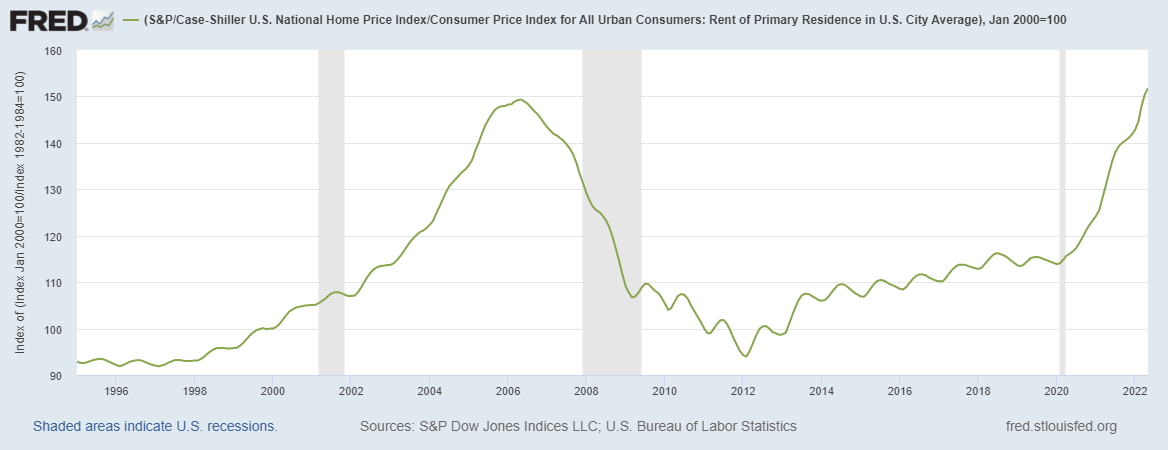 FRED
(S&P/Case-Shiller U.S. National Home Price Index/Consumer Price Index for All Urban Consumers: Rent of Primary Residence in U.S. City Average), Jan 2000=100
Index of (Index Jan 2000=100/Index 1982-1984=100)
160
150
140
130
120
110
100
90
1996 1998 2000 2002 2004 2006 2008 2010 2012 2014 2016 2018 2020 2022
Shaded areas indicate U.S. recessions. Sources: S&P Dow Jones Indices LLC; U.S. Bureau of Labor Statistics fred.stlouisfed.org